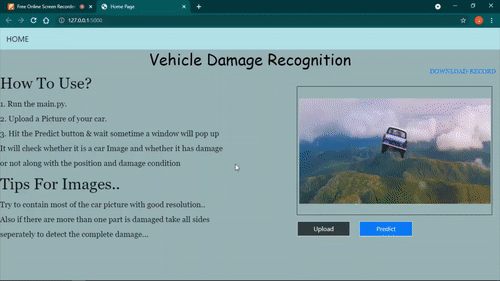 Free Online Screen Recorder
Home Page
127.0.0.1:5000
HOME
Vehicle Damage Recognition
DOWNLOAD RECORD
How To Use?
1. Run the main.py.
2. Upload a Picture of your car.
3. Hit the Predict button & wait sometime a window will pop up
It will check whether it is a car Image and whether it has damage
or not along with the position and damage condition
Tips For Images..
Try to contain most of the car picture with good resolution..
Also if there are more than one part is damaged take all sides
seperately to detect the complete damage...
Upload
Predict